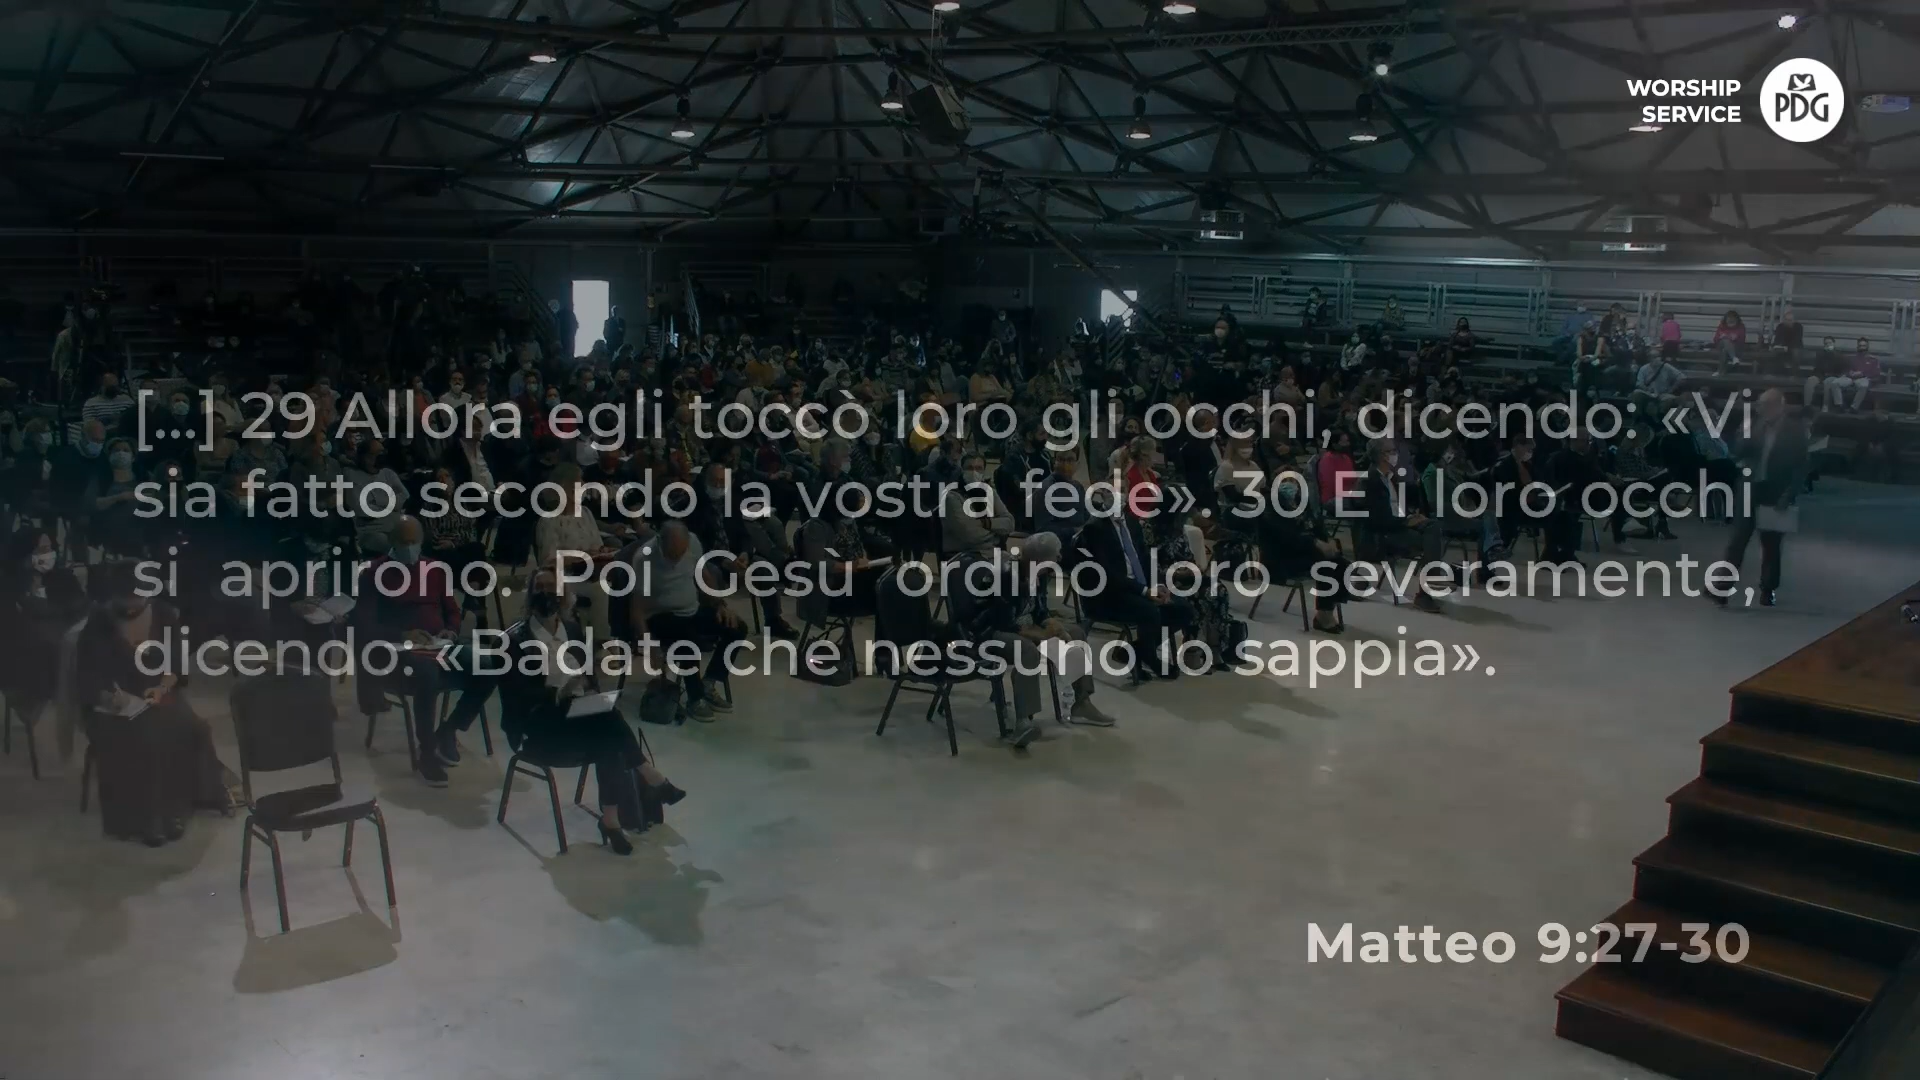 WORSHIP
SERVICE
PDG
[...] 29 Allora egli toccò loro gli occhi, dicendo: «Vi
sia fatto secondo la vostra fede». 30 E i loro occhi
si aprirono. Poi Gesù ordinò loro severamente,
dicendo: «Badate che nessuno lo sappia».
Matteo 9:27-30